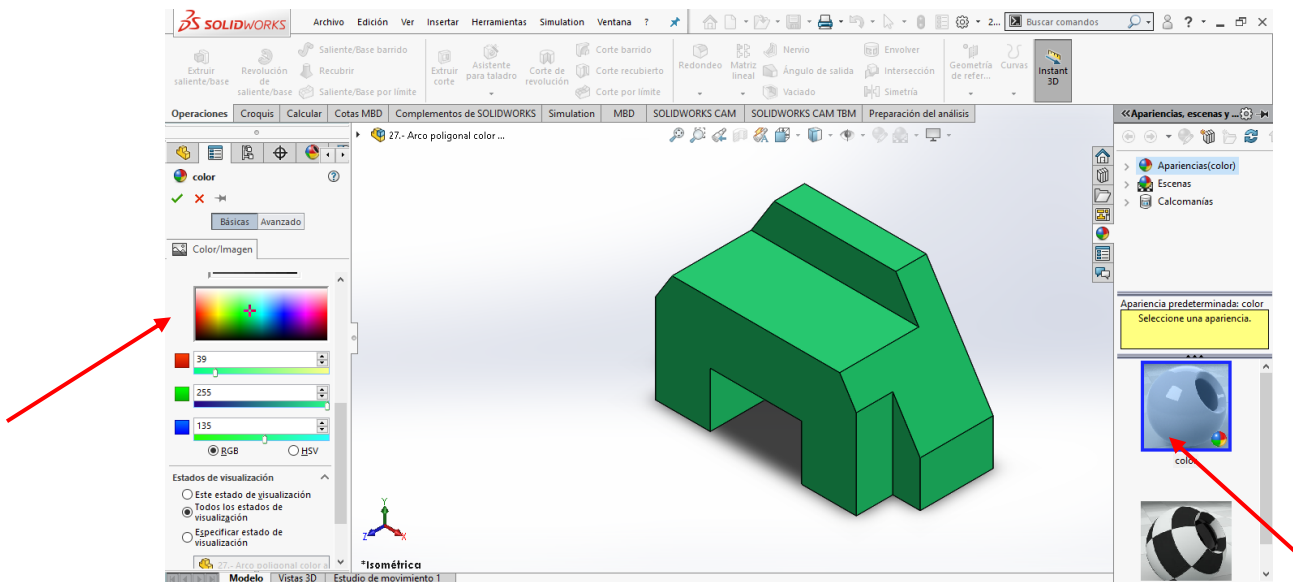 SOLIDWORKS Archivo Edición Ver Insertar Herramientas Simulation Ventana ? 2... Buscar comandos ?
Extruir saliente/base
Revolución de saliente/base
Saliente/Base barrido
Recubrir
Saliente/Base por límite
Extruir corte
Asistente para taladro
Corte de revolución
Corte barrido
Corte recubierto
Corte por límite
Redondeo
Matriz lineal
Nervio
Ángulo de salida
Vaciado
Envolver
Intersección
Simetría
Geometría de refer...
Curvas
Instant 3D
Operaciones Croquis Calcular Cotas MBD Complementos de SOLIDWORKS Simulation MBD SOLIDWORKS CAM SOLIDWORKS CAM TBM Preparación del análisis
27.- Arco poligonal color ...
color
Básicas Avanzado
Color/Imagen
39
255
135
RGB HSV
Estados de visualización
Este estado de visualización
Todos los estados de
visualización
Especificar estado de
visualización
27.- Arco poligonal color a
Y
Z X
*Isométrica
Modelo Vistas 3D Estudio de movimiento 1
«Apariencias, escenas y ...
Apariencias(color)
Escenas
Calcomanías
Apariencia predeterminada: color
Seleccione una apariencia.
color